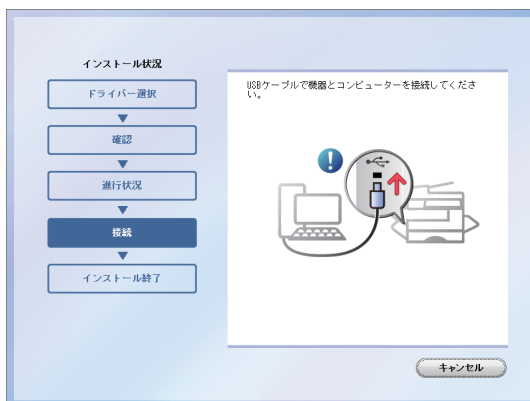 インストール状況
ドライバー選択
確認
進行状況
接続
インストール終了
USBケーブルで機器とコンピューターを接続してくださ
い。
キャンセル